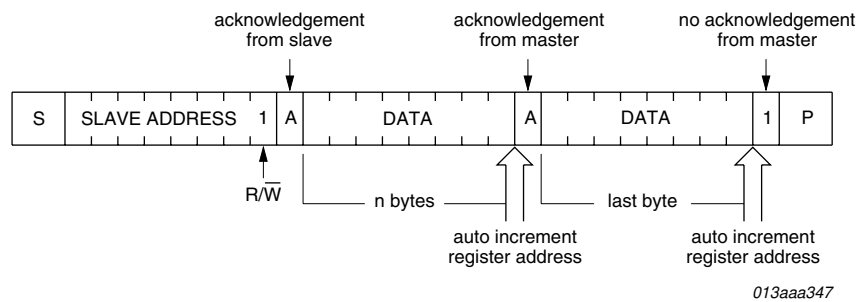 acknowledgement
from slave
acknowledgement
from master
no acknowledgement
from master
S SLAVE ADDRESS 1 A DATA A DATA 1 P
R/W̅
n bytes
last byte
auto increment
register address
auto increment
register address
013aaa347